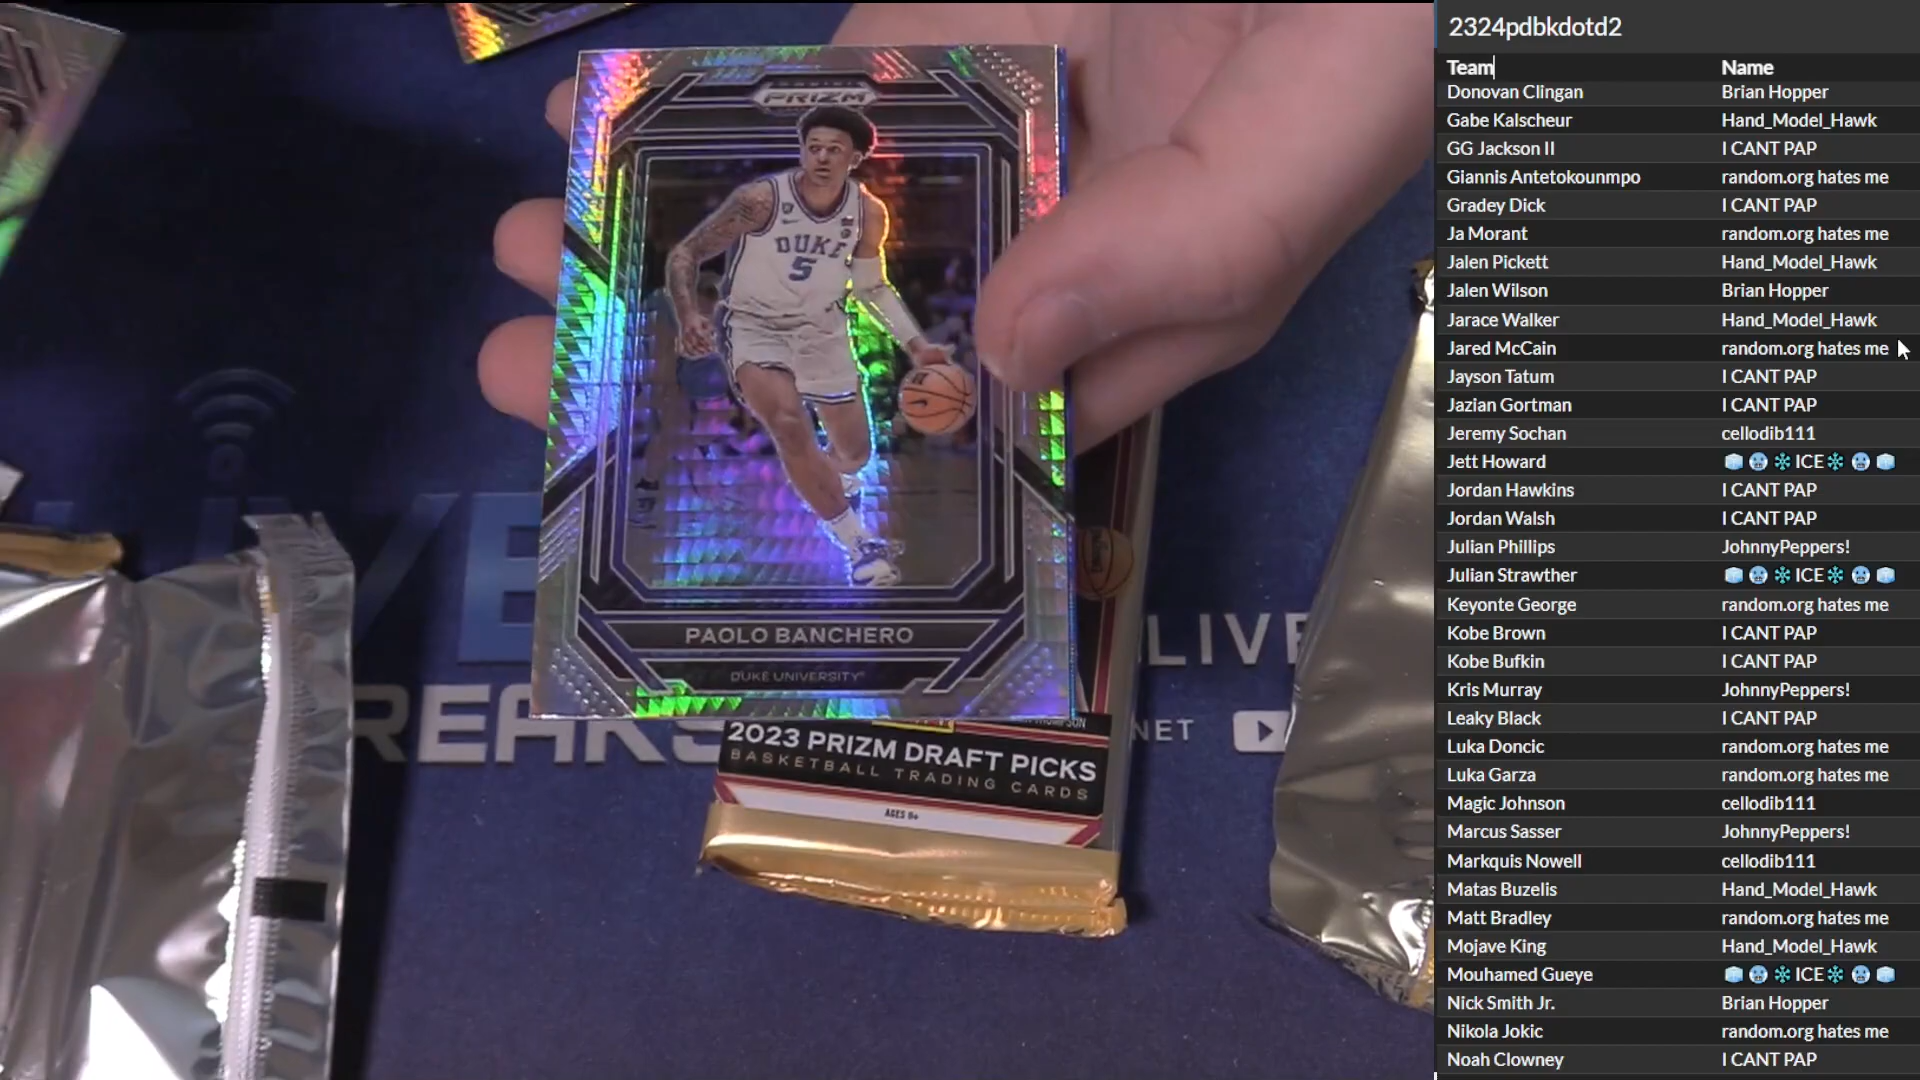 2324pdbkdotd2
Team Name
Donovan Clingan Brian Hopper
Gabe Kalscheur Hand_Model_Hawk
GG Jackson II I CANT PAP
Giannis Antetokounmpo random.org hates me
Gradey Dick I CANT PAP
Ja Morant random.org hates me
Jalen Pickett Hand_Model_Hawk
Jalen Wilson Brian Hopper
Jarace Walker Hand_Model_Hawk
Jared McCain random.org hates me
Jayson Tatum I CANT PAP
Jazian Gortman I CANT PAP
Jeremy Sochan cellodib111
Jett Howard 🧊🥶❄ICE❄🥶🧊
Jordan Hawkins I CANT PAP
Jordan Walsh I CANT PAP
Julian Phillips JohnnyPeppers!
Julian Strawther 🧊🥶❄ICE❄🥶🧊
Keyonte George random.org hates me
Kobe Brown I CANT PAP
Kobe Bufkin I CANT PAP
Kris Murray JohnnyPeppers!
Leaky Black I CANT PAP
Luka Doncic random.org hates me
Luka Garza random.org hates me
Magic Johnson cellodib111
Marcus Sasser JohnnyPeppers!
Markquis Nowell cellodib111
Matas Buzelis Hand_Model_Hawk
Matt Bradley random.org hates me
Mojave King Hand_Model_Hawk
Mouhamed Gueye 🧊🥶❄ICE❄🥶🧊
Nick Smith Jr. Brian Hopper
Nikola Jokic random.org hates me
Noah Clowney I CANT PAP
PRIZM
DUKE
5
PAOLO BANCHERO
DUKE UNIVERSITY
THOMPSON
2023 PRIZM DRAFT PICKS
BASKETBALL TRADING CARDS
AGES 8+
LIVE
REAKS
NET